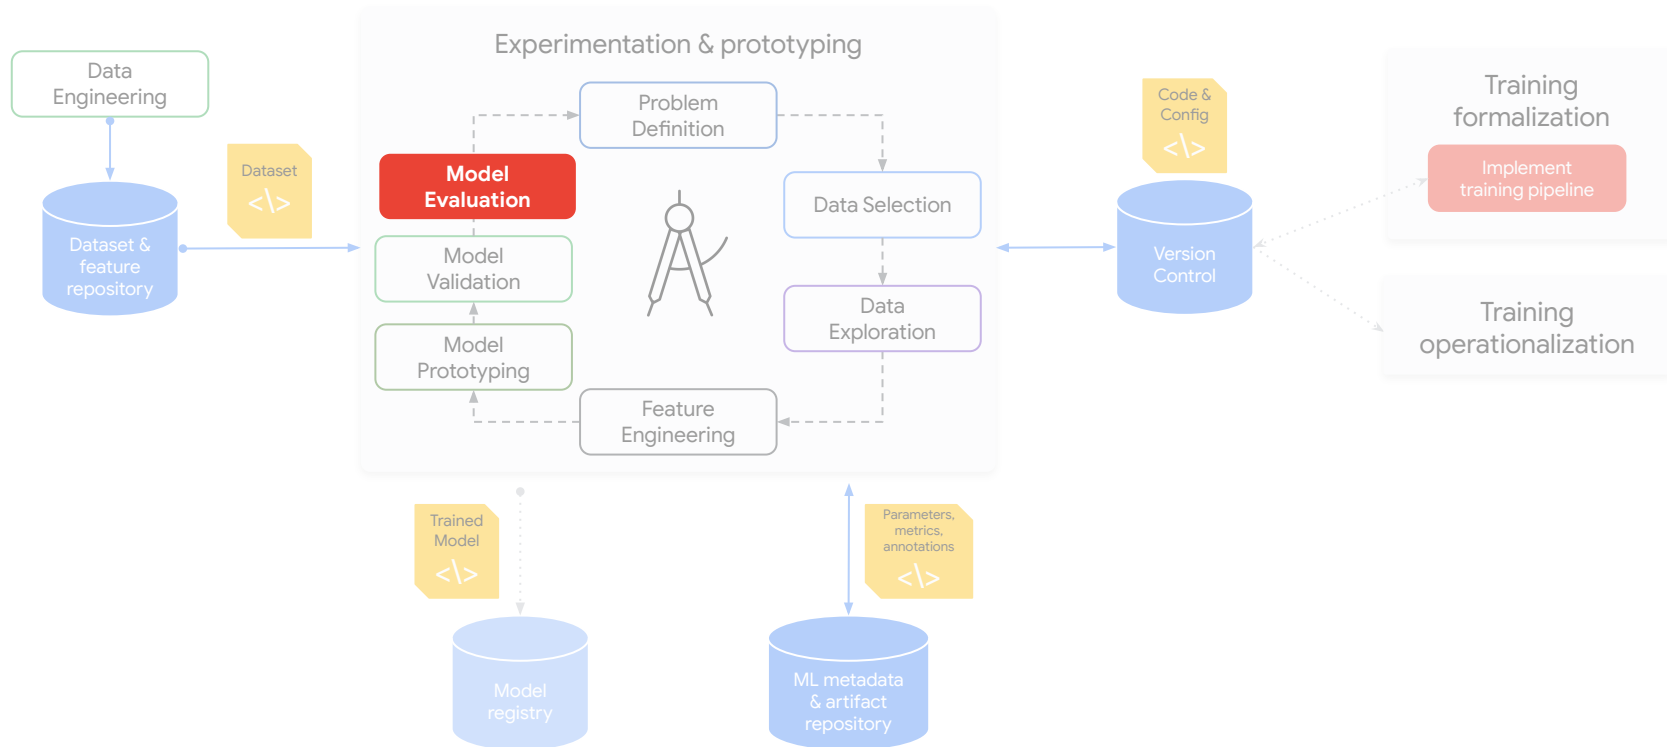 Experimentation & prototyping
Data
Engineering
Dataset
</>
Dataset &
feature
repository
Problem
Definition
Model
Evaluation
Data Selection
Model
Validation
Data
Exploration
Model
Prototyping
Feature
Engineering
Code &
Config
</>
Version
Control
Training
formalization
Implement
training pipeline
Training
operationalization
Trained
Model
</>
Model
registry
Parameters,
metrics,
annotations
</>
ML metadata
& artifact
repository